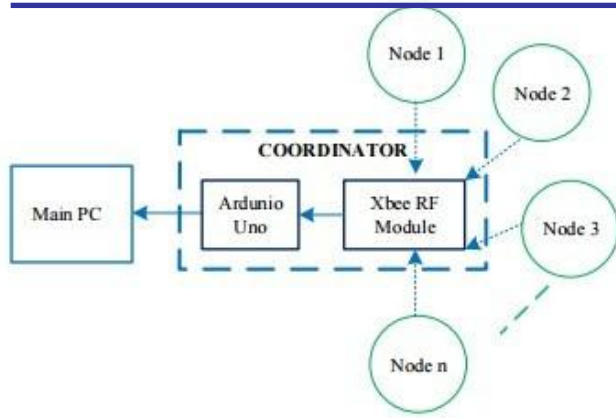 Node 1
Node 2
COORDINATOR
Main PC
Ardunio
Uno
Xbee RF
Module
Node 3
Node n